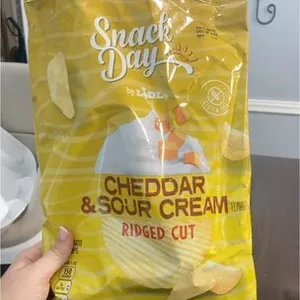 Snack
Day
by LIDL
CHEDDAR
& SOUR CREAM
RIDGED CUT